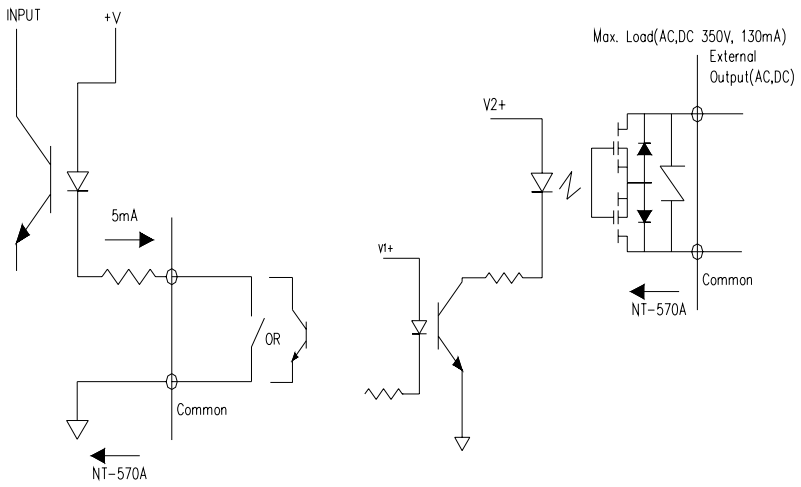 INPUT
+V
5mA
OR
Common
NT-570A
Max. Load(AC,DC 350V, 130mA)
External
Output(AC,DC)
V2+
V1+
Common
NT-570A